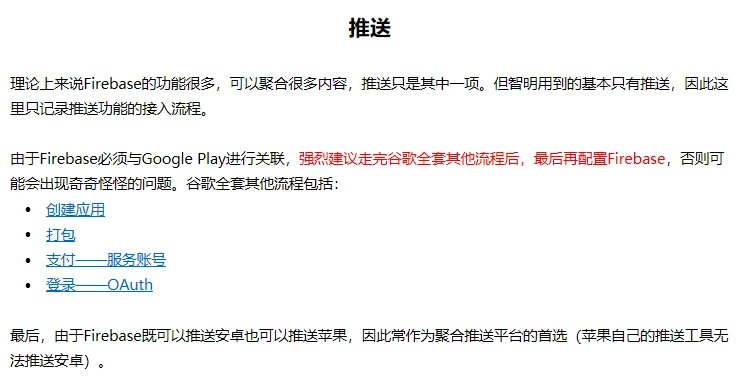 推送
理论上来说Firebase的功能很多，可以聚合很多内容，推送只是其中一项。但智明用到的基本只有推送，因此这
里只记录推送功能的接入流程。
由于Firebase必须与Google Play进行关联，强烈建议走完谷歌全套其他流程后，最后再配置Firebase，否则可
能会出现奇奇怪怪的问题。谷歌全套其他流程包括：
• 创建应用
• 打包
• 支付——服务账号
• 登录——OAuth
最后，由于Firebase既可以推送安卓也可以推送苹果，因此常作为聚合推送平台的首选（苹果自己的推送工具无
法推送安卓）。